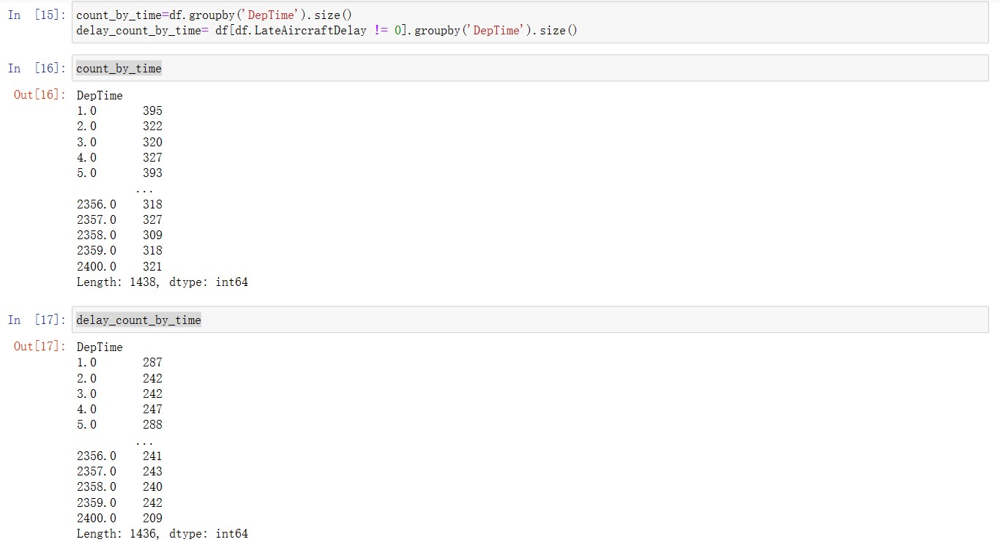 In [15]: count_by_time=df.groupby('DepTime').size()
delay_count_by_time= df[df.LateAircraftDelay != 0].groupby('DepTime').size()
In [16]: count_by_time
Out[16]: DepTime
1.0 395
2.0 322
3.0 320
4.0 327
5.0 393
...
2356.0 318
2357.0 327
2358.0 309
2359.0 318
2400.0 321
Length: 1438, dtype: int64
In [17]: delay_count_by_time
Out[17]: DepTime
1.0 287
2.0 242
3.0 242
4.0 247
5.0 288
...
2356.0 241
2357.0 243
2358.0 240
2359.0 242
2400.0 209
Length: 1436, dtype: int64